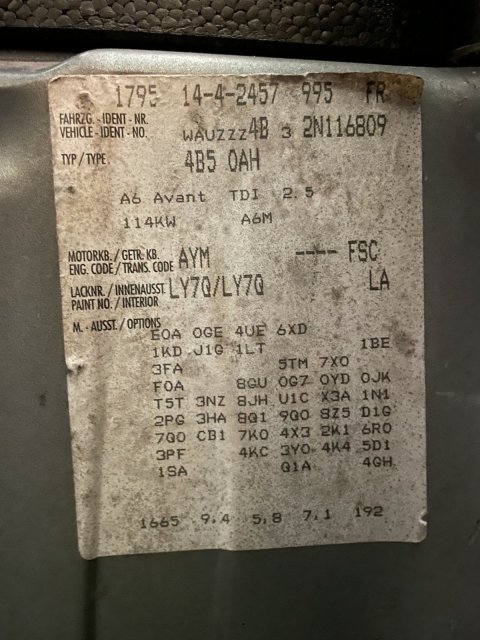 1795 14-4-2457 995 FR
FAHRZG.-IDENT-NR.
VEHICLE-IDENT-NO. WAUZZZ4B 3 2N116809
TYP/TYPE 4B5 0AH
A6 Avant TDI 2.5
114KW A6M
MOTORKB./GETR.KB.
ENG.CODE/TRANS.CODE AYM ---- FSC
LACKNR./INNENAUSST
PAINT NO./INTERIOR LY7Q/LY7Q LA
M.-AUSST./OPTIONS
E0A 0GE 4UE 6XD
1KD J1G 1LT 1BE
3FA 5TM 7X0
F0A 8GU 0G7 0YD 0JK
T5T 3NZ 8JH U1C X3A 1N1
2PG 3HA 8Q1 9Q0 8Z5 D1G
7Q0 CB1 7K0 4X3 2K1 6R0
3PF 4KC 3Y0 4K4 5D1
1SA Q1A 4GH
1665 9,4 5,8 7,1 192